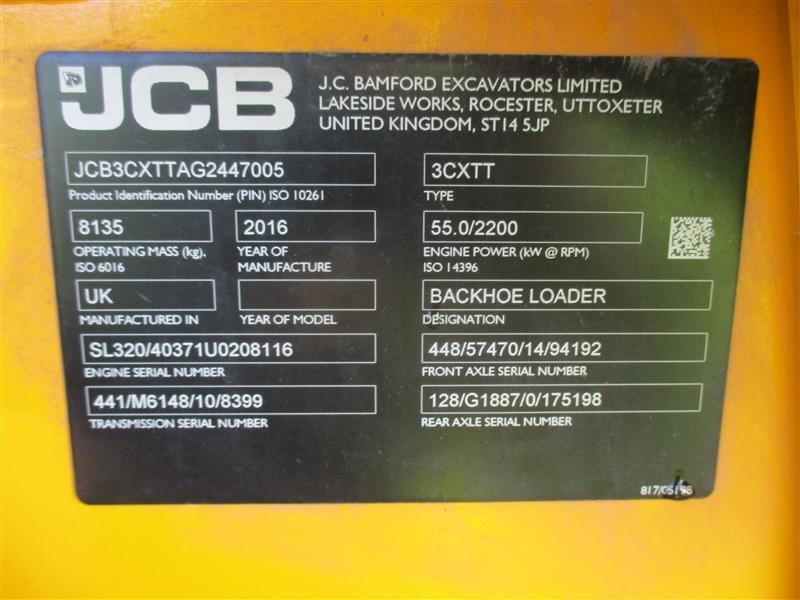 JCB
J.C. BAMFORD EXCAVATORS LIMITED
LAKESIDE WORKS, ROCESTER, UTTOXETER
UNITED KINGDOM, ST14 5JP
JCB3CXTTAG2447005
Product Identification Number (PIN) ISO 10261
3CXTT
TYPE
8135
OPERATING MASS (kg),
ISO 6016
2016
YEAR OF
MANUFACTURE
55.0/2200
ENGINE POWER (kW @ RPM)
ISO 14396
UK
MANUFACTURED IN
YEAR OF MODEL
BACKHOE LOADER
DESIGNATION
SL320/40371U0208116
ENGINE SERIAL NUMBER
448/57470/14/94192
FRONT AXLE SERIAL NUMBER
441/M6148/10/8399
TRANSMISSION SERIAL NUMBER
128/G1887/0/175198
REAR AXLE SERIAL NUMBER
817/05198